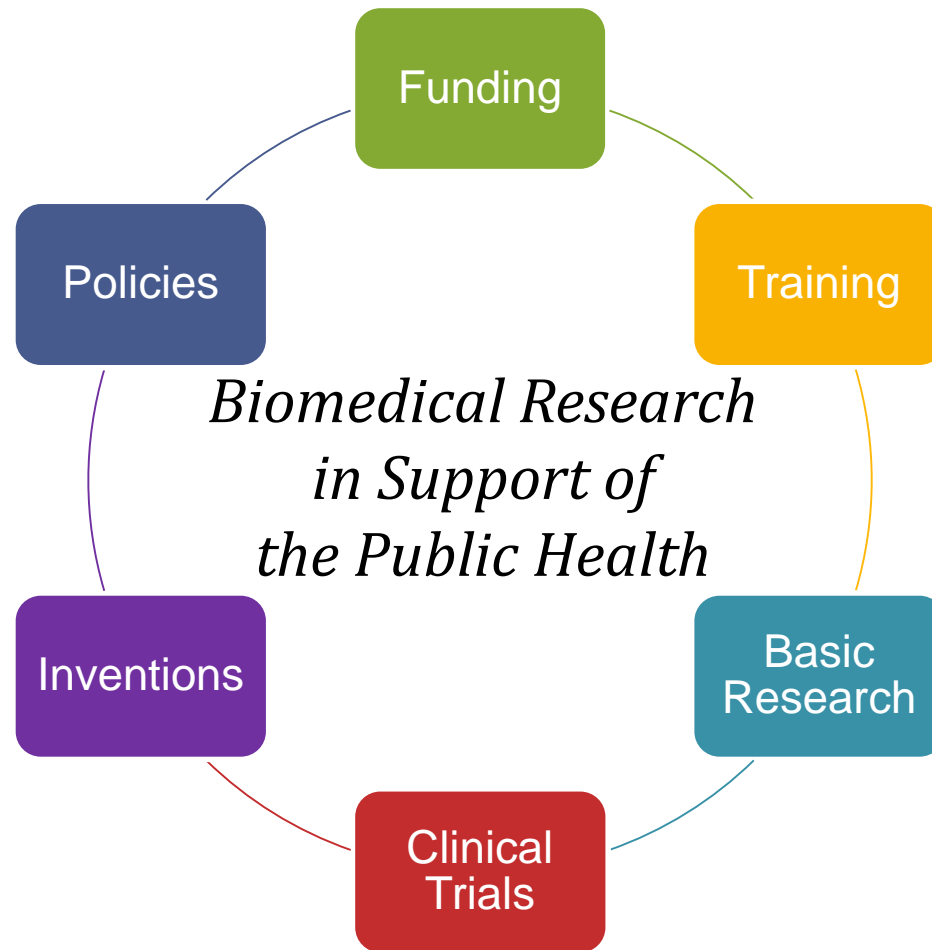 Funding
Policies
Training
Biomedical Research
in Support of
the Public Health
Inventions
Basic
Research
Clinical
Trials